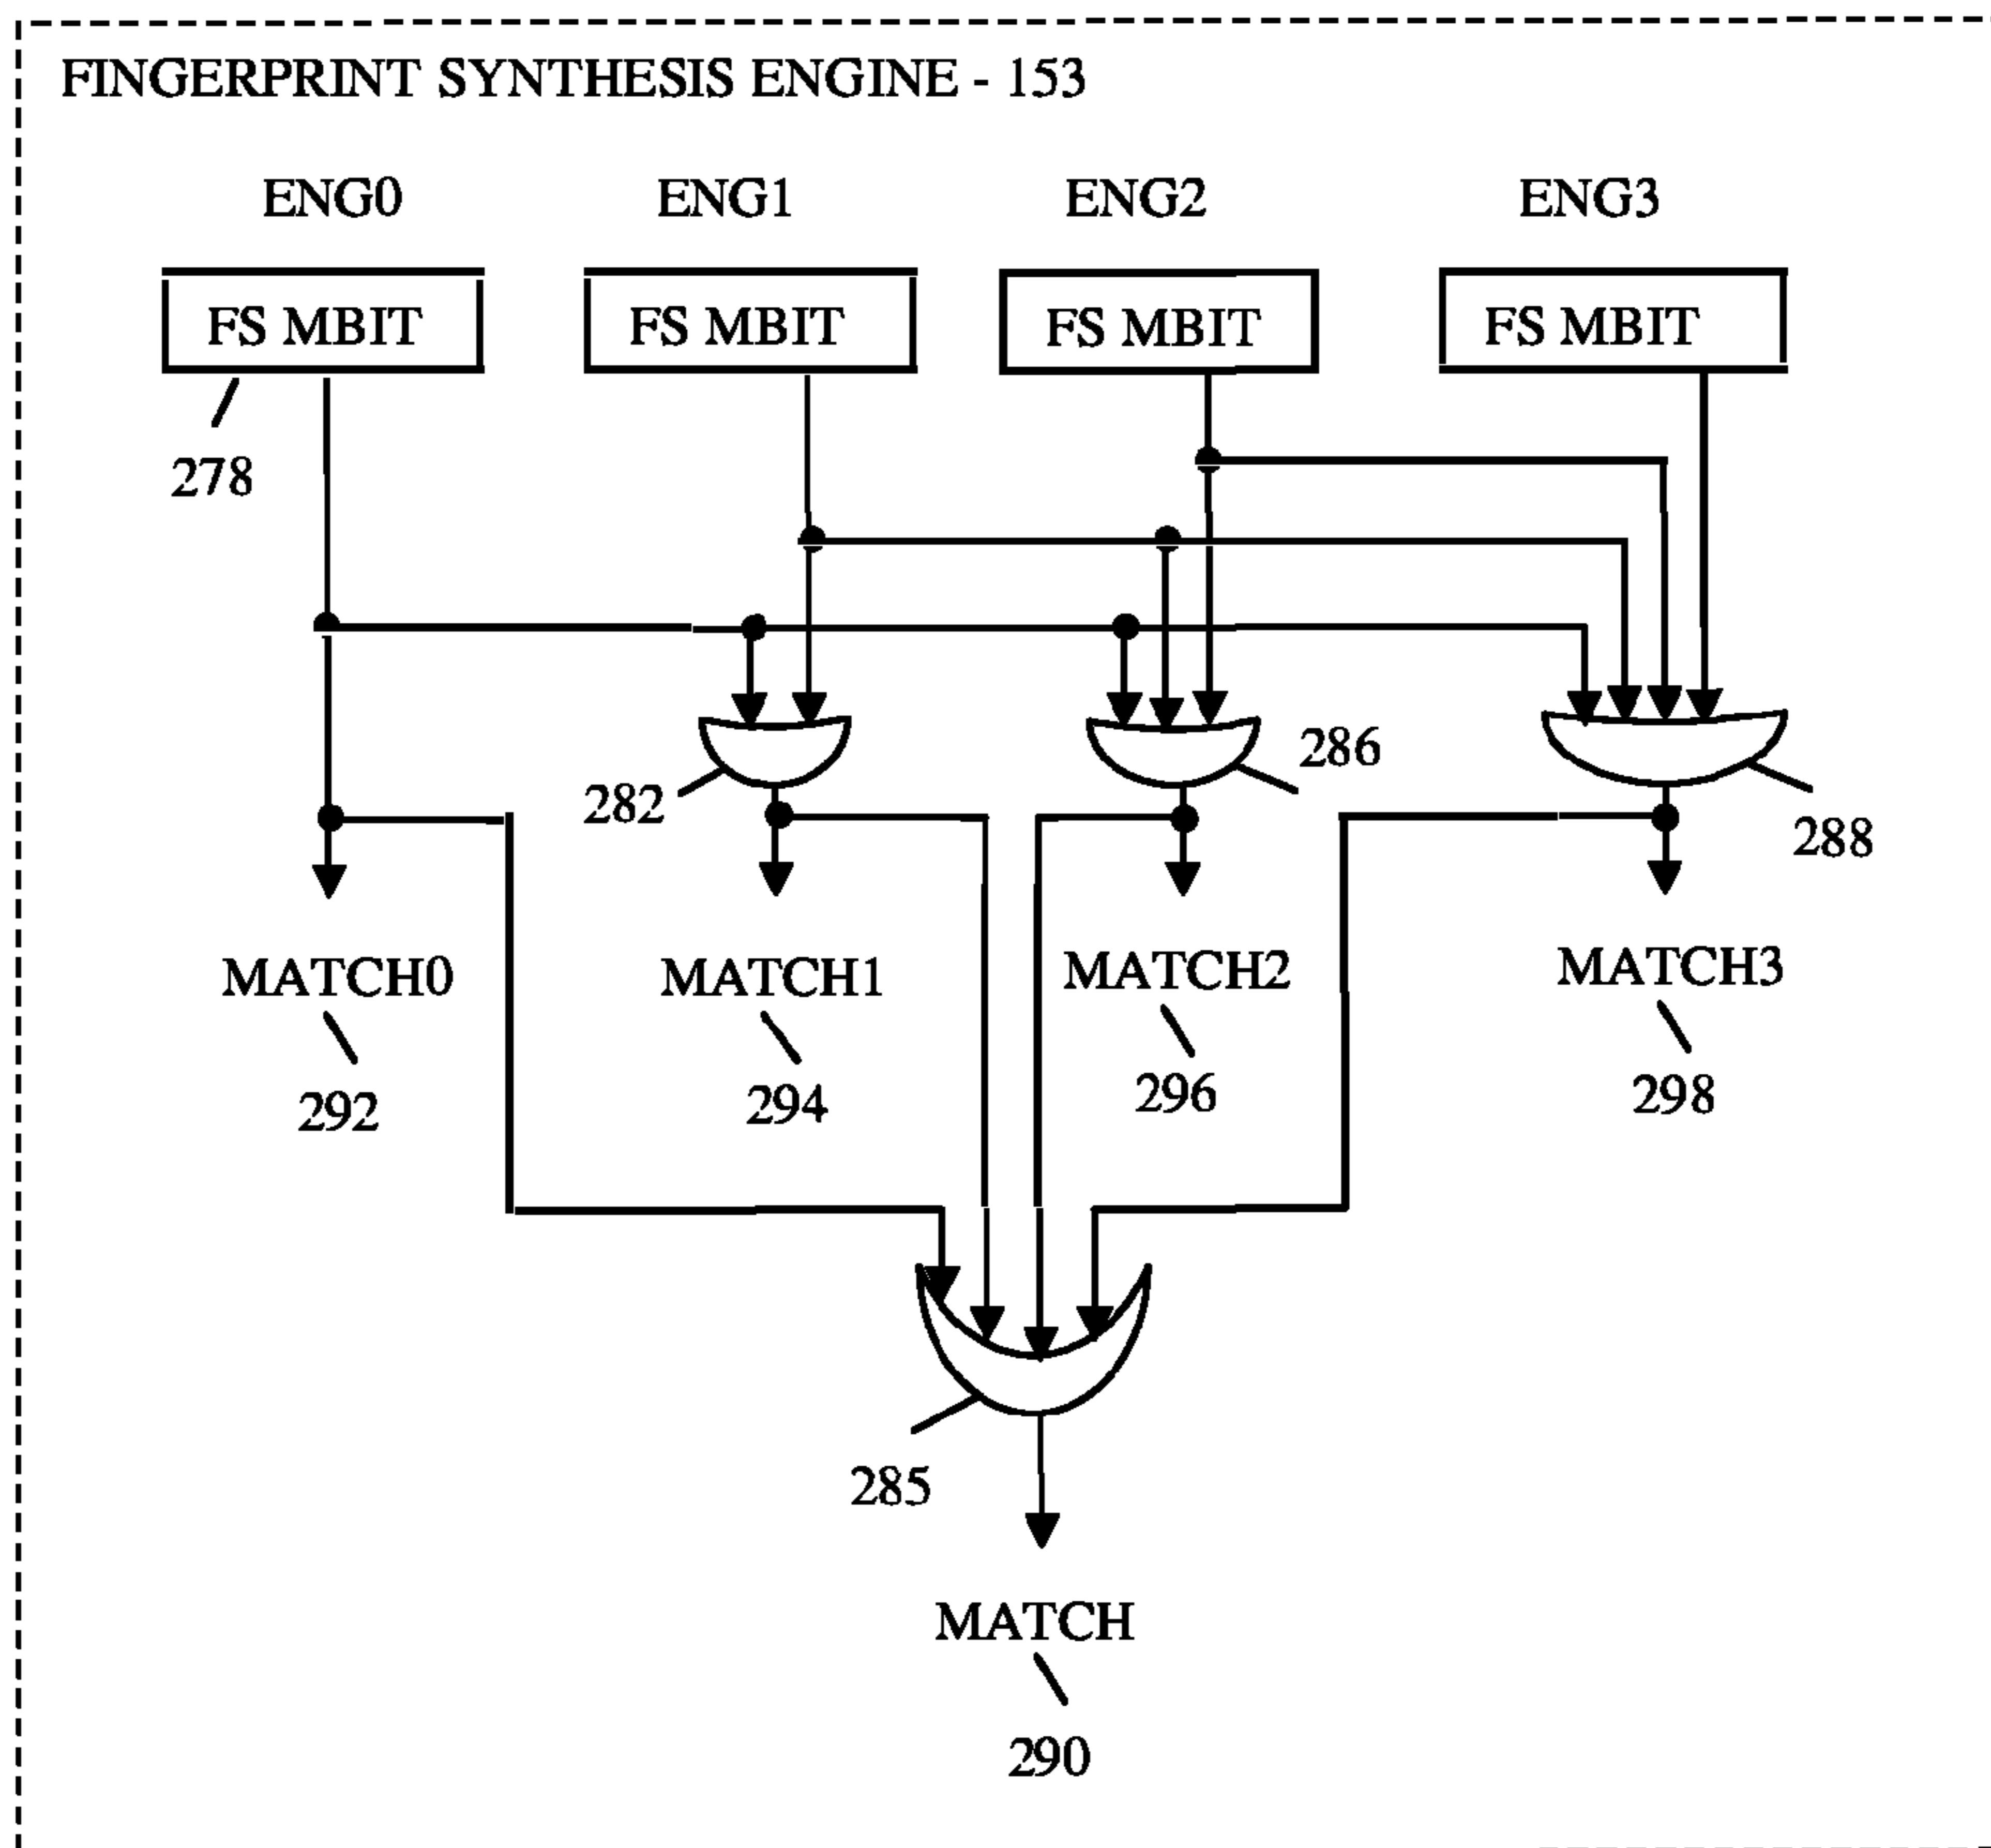 FINGERPRINT SYNTHESIS ENGINE - 153
ENG0 ENG1 ENG2 ENG3
FS MBIT FS MBIT FS MBIT FS MBIT
278
286
282
288
MATCH0 MATCH1 MATCH2 MATCH3
292 294 296 298
285
MATCH
290